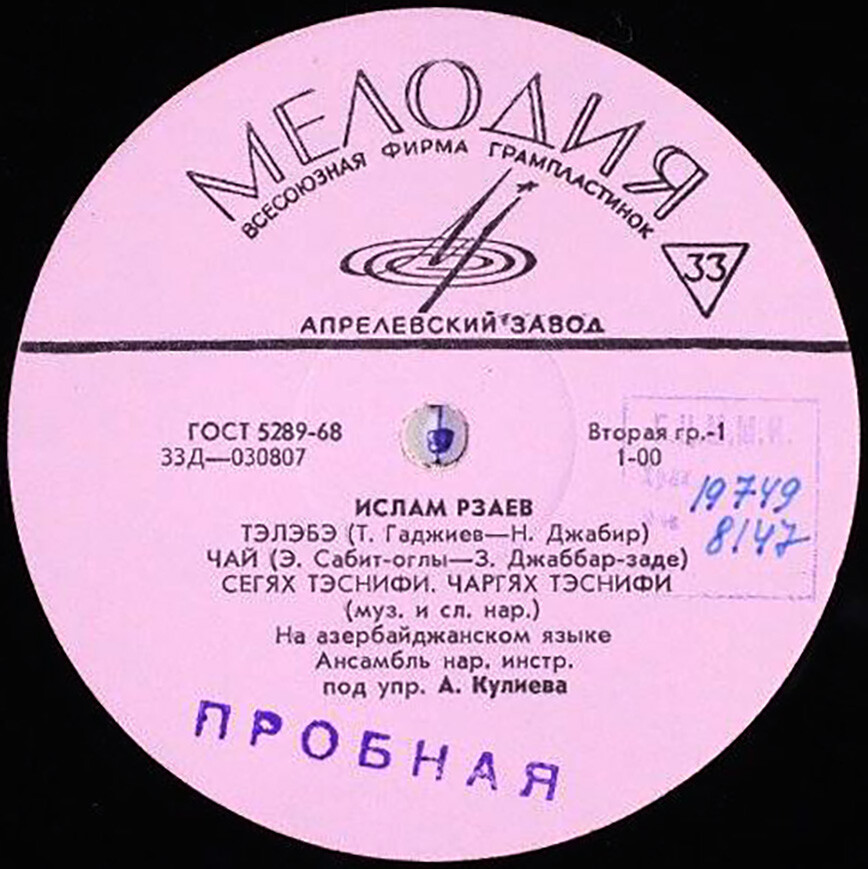 МЕЛОДИЯ
ВСЕСОЮЗНАЯ ФИРМА ГРАМПЛАСТИНОК
33
АПРЕЛЕВСКИЙ ЗАВОД
ГОСТ 5289-68
Вторая гр.-1
33Д—030807
1-00
19749
8147
ИСЛАМ РЗАЕВ
ТЭЛЭБЭ (Т. Гаджиев—Н. Джабир)
ЧАЙ (Э. Сабит-оглы—З. Джаббар-заде)
СЕГЯХ ТЭСНИФИ. ЧАРГЯХ ТЭСНИФИ
(муз. и сл. нар.)
На азербайджанском языке
Ансамбль нар. инстр.
под упр. А. Кулиева
ПРОБНАЯ